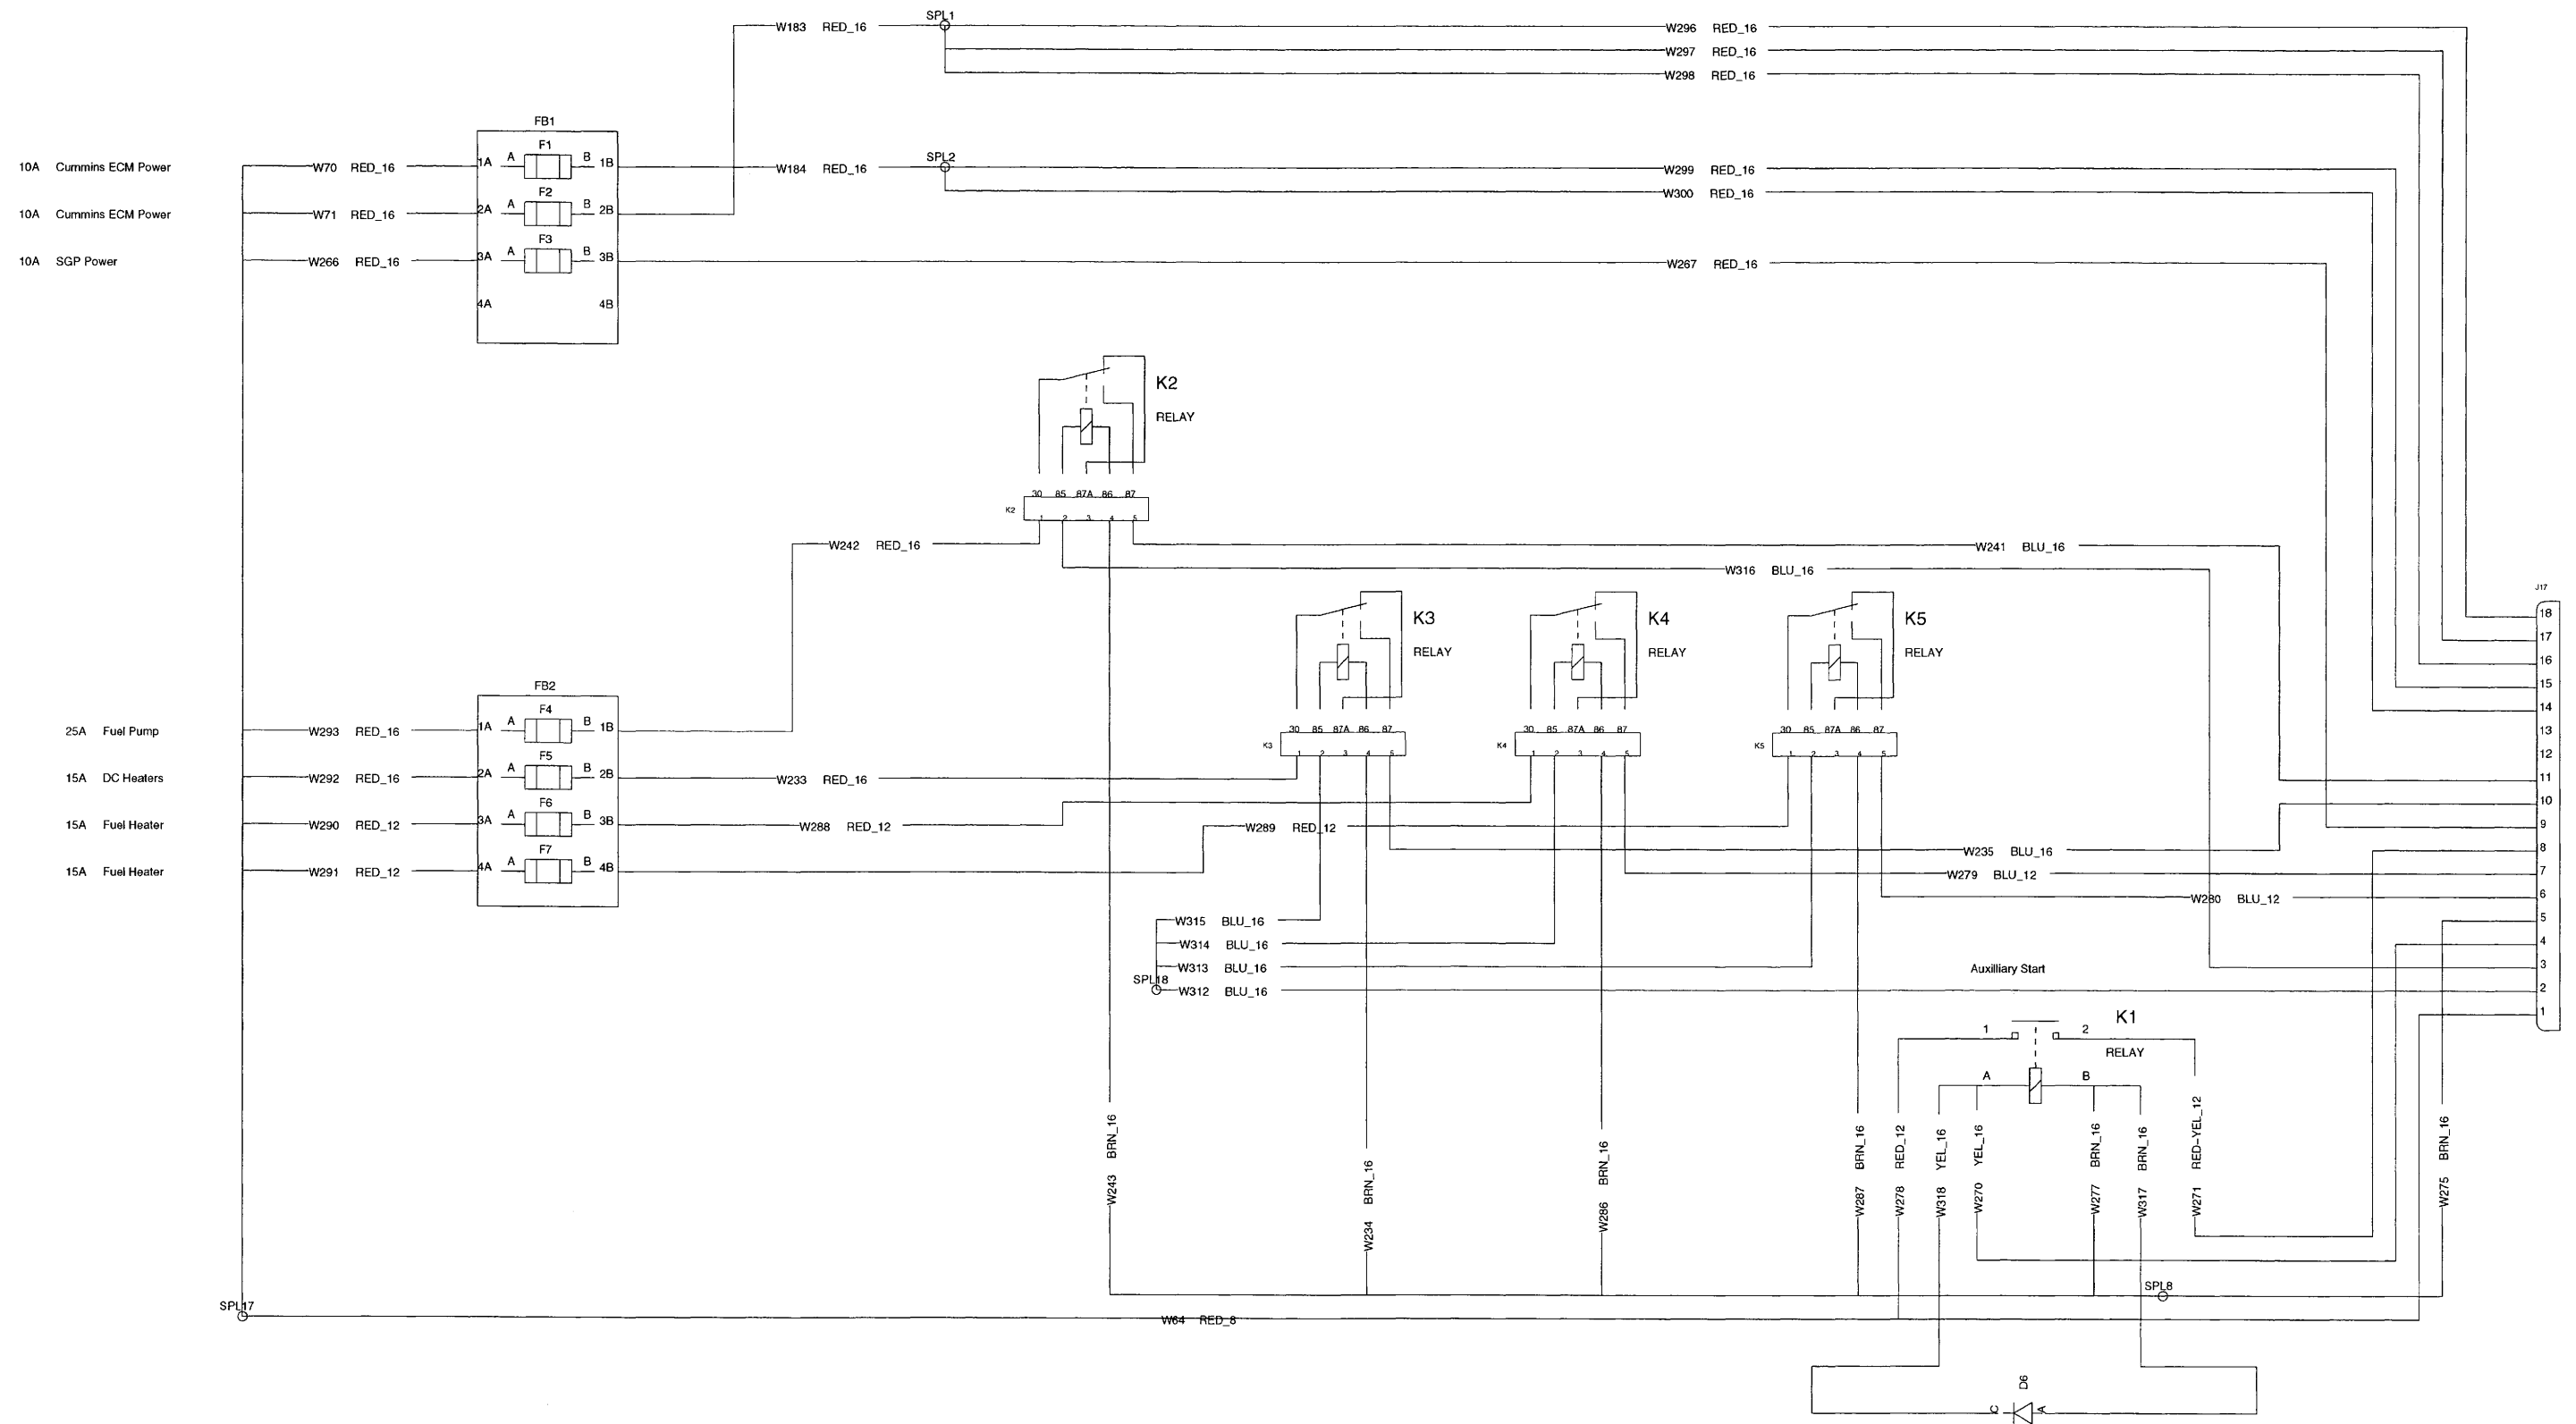 SPL1
W183 RED_16
W296 RED_16
W297 RED_16
W298 RED_16
FB1
F1
10A Cummins ECM Power
W70 RED_16
1A A B 1B
W184 RED_16
SPL2
W299 RED_16
W300 RED_16
F2
10A Cummins ECM Power
W71 RED_16
2A A B 2B
F3
10A SGP Power
W266 RED_16
3A A B 3B
W267 RED_16
4A 4B
K2
RELAY
30 85 87A 86 87
K2
1 2 3 4 5
W242 RED_16
W241 BLU_16
W316 BLU_16
K3
RELAY
K4
RELAY
K5
RELAY
30 85 87A 86 87
K3
1 2 3 4 5
30 85 87A 86 87
K4
1 2 3 4 5
30 85 87A 86 87
K5
1 2 3 4 5
J17
18
17
16
15
14
13
12
11
10
9
8
7
6
5
4
3
2
1
FB2
F4
25A Fuel Pump
W293 RED_16
1A A B 1B
F5
15A DC Heaters
W292 RED_16
2A A B 2B
W233 RED_16
F6
15A Fuel Heater
W290 RED_12
3A A B 3B
W288 RED_12
W289 RED_12
F7
15A Fuel Heater
W291 RED_12
4A A B 4B
W235 BLU_16
W279 BLU_12
W280 BLU_12
W315 BLU_16
W314 BLU_16
W313 BLU_16
SPL18
W312 BLU_16
Auxilliary Start
K1
RELAY
1 2
A B
W243 BRN_16
W234 BRN_16
W286 BRN_16
W287 BRN_16
W278 RED_12
W318 YEL_16
W270 YEL_16
W277 BRN_16
W317 BRN_16
W271 RED-YEL_12
W275 BRN_16
SPL8
SPL17
W64 RED_8
D6
C A